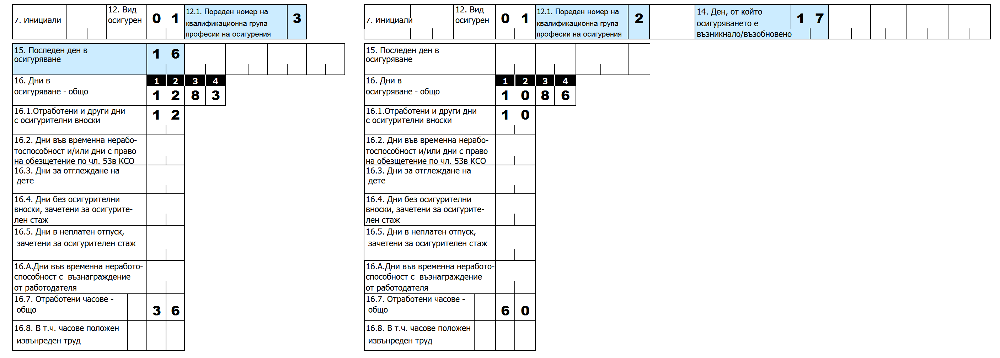 7. Инициали
12. Вид
осигурен
0 1
12.1. Пореден номер на
квалификационна група
професии на осигурения
3
15. Последен ден в
осигуряване
1 6
16. Дни в
осигуряване - общо
1 2 3 4
1 2 8 3
16.1.Отработени и други дни
с осигурителни вноски
1 2
16.2. Дни във временна нерабо-
тоспособност и/или дни с право
на обезщетение по чл. 53в КСО
16.3. Дни за отглеждане на
дете
16.4. Дни без осигурителни
вноски, зачетени за осигурите-
лен стаж
16.5. Дни в неплатен отпуск,
зачетени за осигурителен стаж
16.А.Дни във временна неработо-
способност с възнаграждение
от работодателя
16.7. Отработени часове -
общо
3 6
16.8. В т.ч. часове положен
извънреден труд
7. Инициали
12. Вид
осигурен
0 1
12.1. Пореден номер на
квалификационна група
професии на осигурения
2
14. Ден, от който
осигуряването е
възникнало/възобновено
1 7
15. Последен ден в
осигуряване
16. Дни в
осигуряване - общо
1 2 3 4
1 0 8 6
16.1.Отработени и други дни
с осигурителни вноски
1 0
16.2. Дни във временна нерабо-
тоспособност и/или дни с право
на обезщетение по чл. 53в КСО
16.3. Дни за отглеждане на
дете
16.4. Дни без осигурителни
вноски, зачетени за осигурите-
лен стаж
16.5. Дни в неплатен отпуск,
зачетени за осигурителен стаж
16.А.Дни във временна неработо-
способност с възнаграждение
от работодателя
16.7. Отработени часове -
общо
6 0
16.8. В т.ч. часове положен
извънреден труд